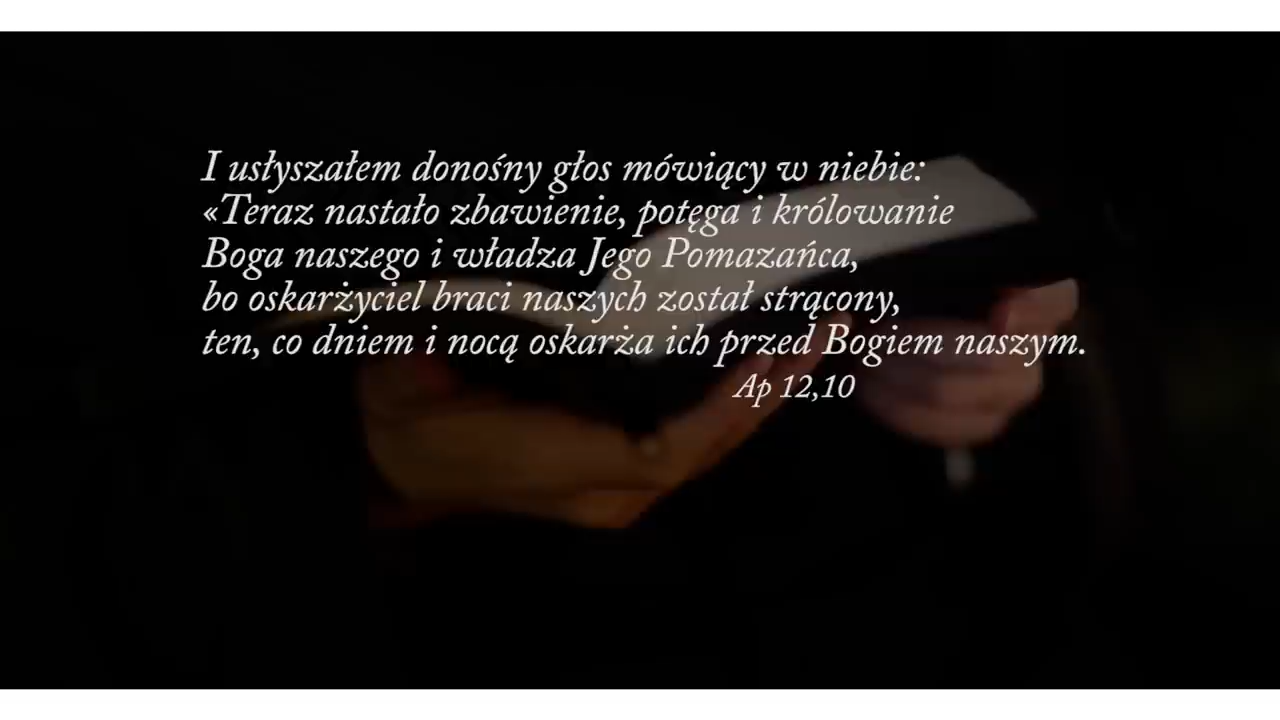 I usłyszałem donośny głos mówiący w niebie:
«Teraz nastało zbawienie, potęga i królowanie
Boga naszego i władza Jego Pomazańca,
bo oskarżyciel braci naszych został strącony,
ten, co dniem i nocą oskarża ich przed Bogiem naszym.
Ap 12,10